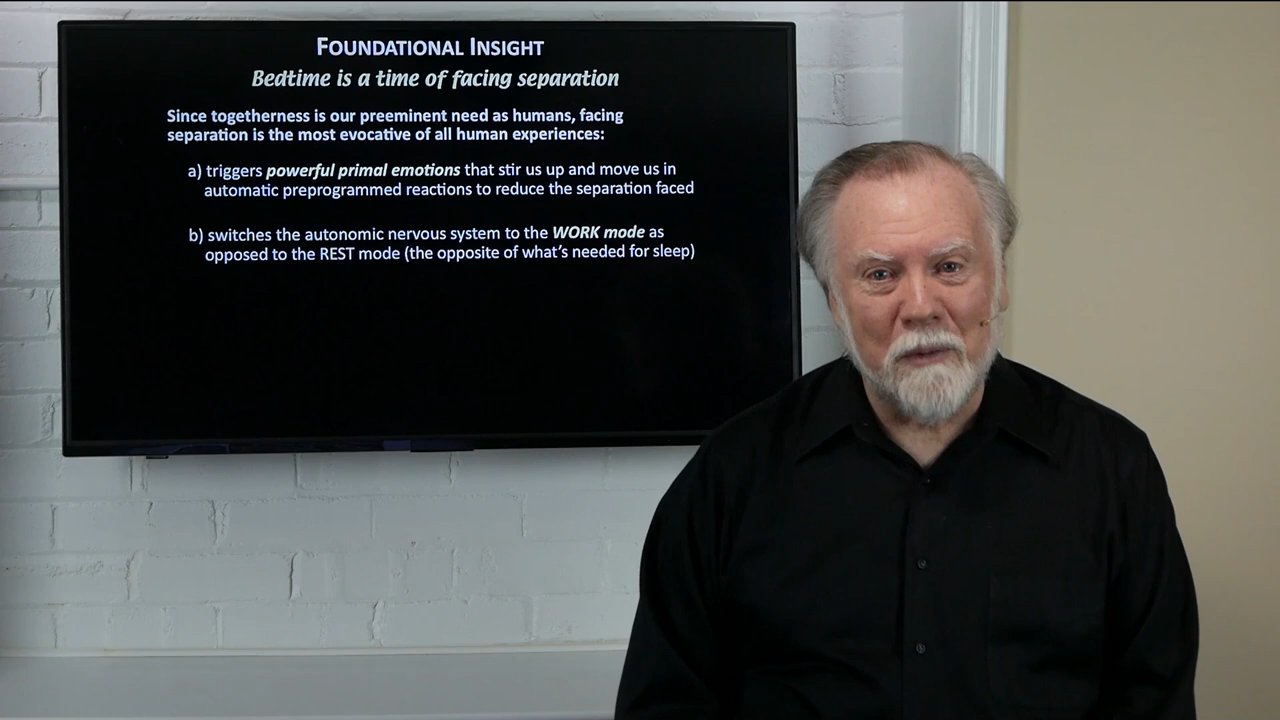 FOUNDATIONAL INSIGHT
Bedtime is a time of facing separation
Since togetherness is our preeminent need as humans, facing
separation is the most evocative of all human experiences:
a) triggers powerful primal emotions that stir us up and move us in
automatic preprogrammed reactions to reduce the separation faced
b) switches the autonomic nervous system to the WORK mode as
opposed to the REST mode (the opposite of what's needed for sleep)